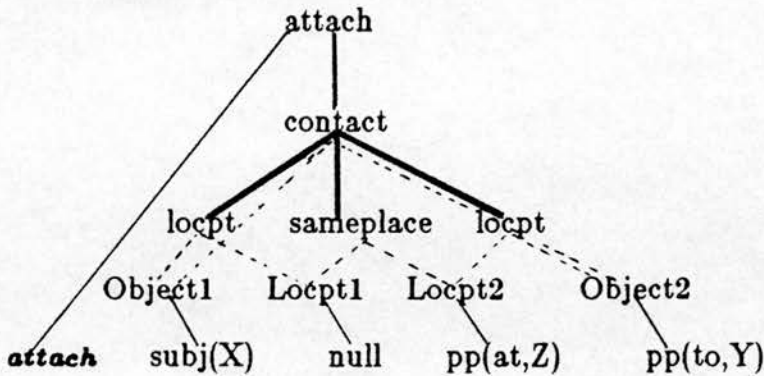 attach
contact
locpt sameplace locpt
Object1 Locpt1 Locpt2 Object2
attach subj(X) null pp(at,Z) pp(to,Y)